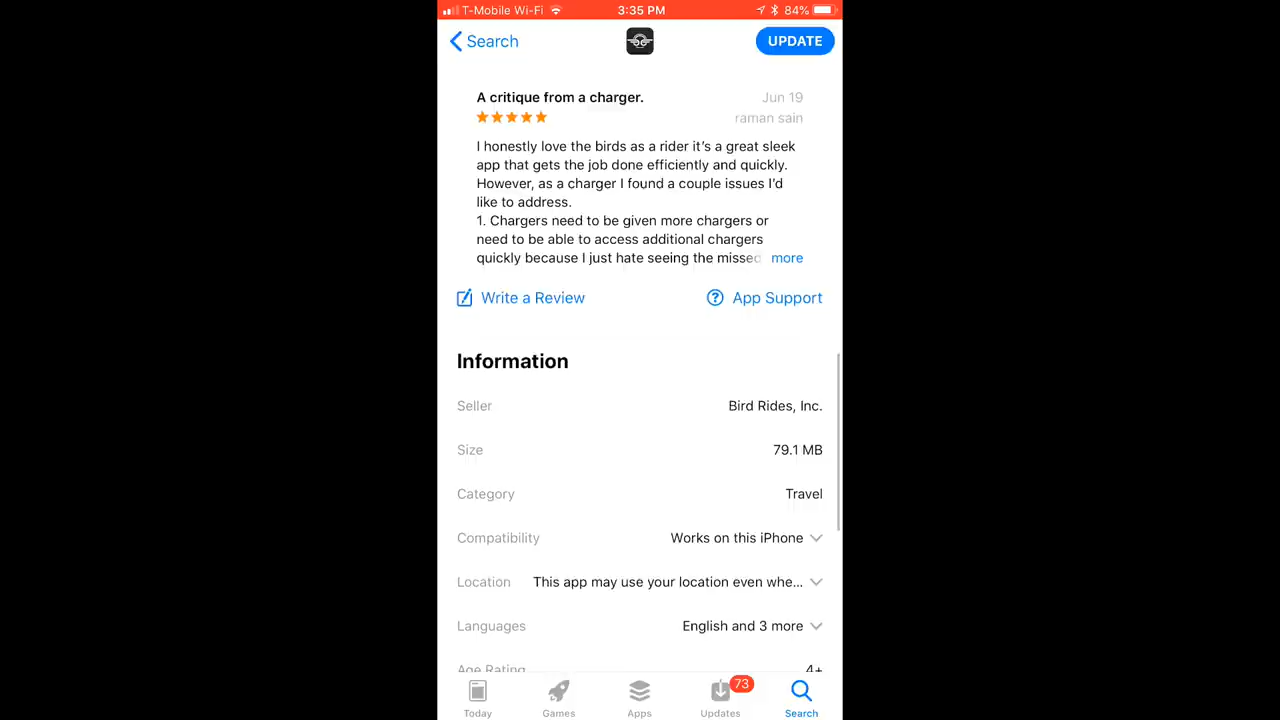 T-Mobile Wi-Fi 3:35 PM 84%
Search UPDATE
A critique from a charger. Jun 19
raman sain
I honestly love the birds as a rider it's a great sleek
app that gets the job done efficiently and quickly.
However, as a charger I found a couple issues I'd
like to address.
1. Chargers need to be given more chargers or
need to be able to access additional chargers
quickly because I just hate seeing the missed more
Write a Review App Support
Information
Seller Bird Rides, Inc.
Size 79.1 MB
Category Travel
Compatibility Works on this iPhone
Location This app may use your location even whe...
Languages English and 3 more
Age Rating 4+
73
Today Games Apps Updates Search